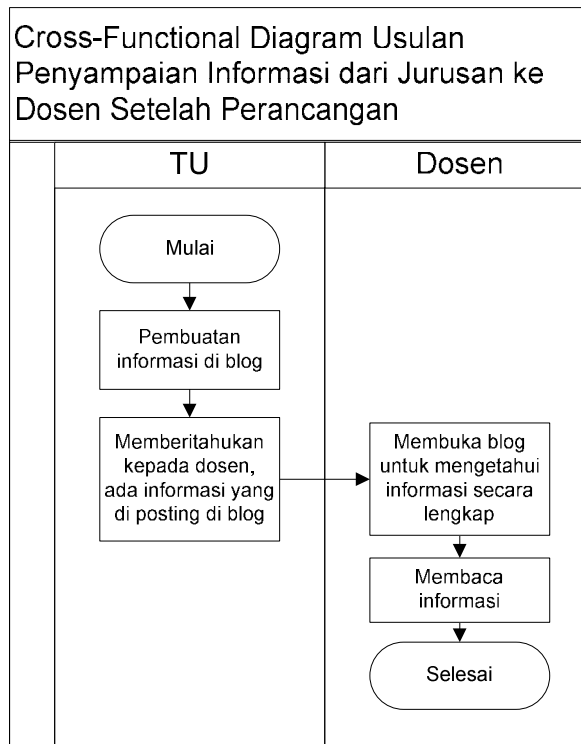 Cross-Functional Diagram Usulan
Penyampaian Informasi dari Jurusan ke
Dosen Setelah Perancangan
TU
Dosen
Mulai
Pembuatan
informasi di blog
Memberitahukan
kepada dosen,
ada informasi yang
di posting di blog
Membuka blog
untuk mengetahui
informasi secara
lengkap
Membaca
informasi
Selesai